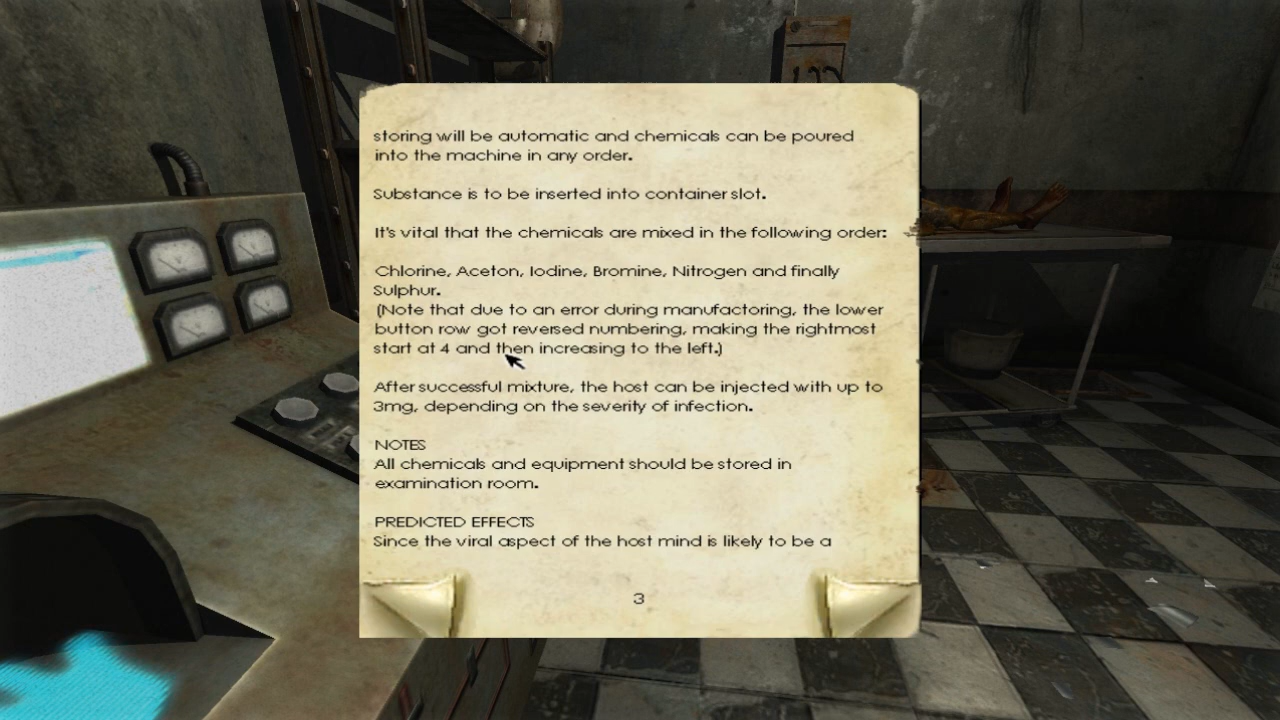 storing will be automatic and chemicals can be poured
into the machine in any order.
Substance is to be inserted into container slot.
It's vital that the chemicals are mixed in the following order:
Chlorine, Aceton, Iodine, Bromine, Nitrogen and finally
Sulphur.
(Note that due to an error during manufactoring, the lower
button row got reversed numbering, making the rightmost
start at 4 and then increasing to the left.)
After successful mixture, the host can be injected with up to
3mg, depending on the severity of infection.
NOTES
All chemicals and equipment should be stored in
examination room.
PREDICTED EFFECTS
Since the viral aspect of the host mind is likely to be a
3